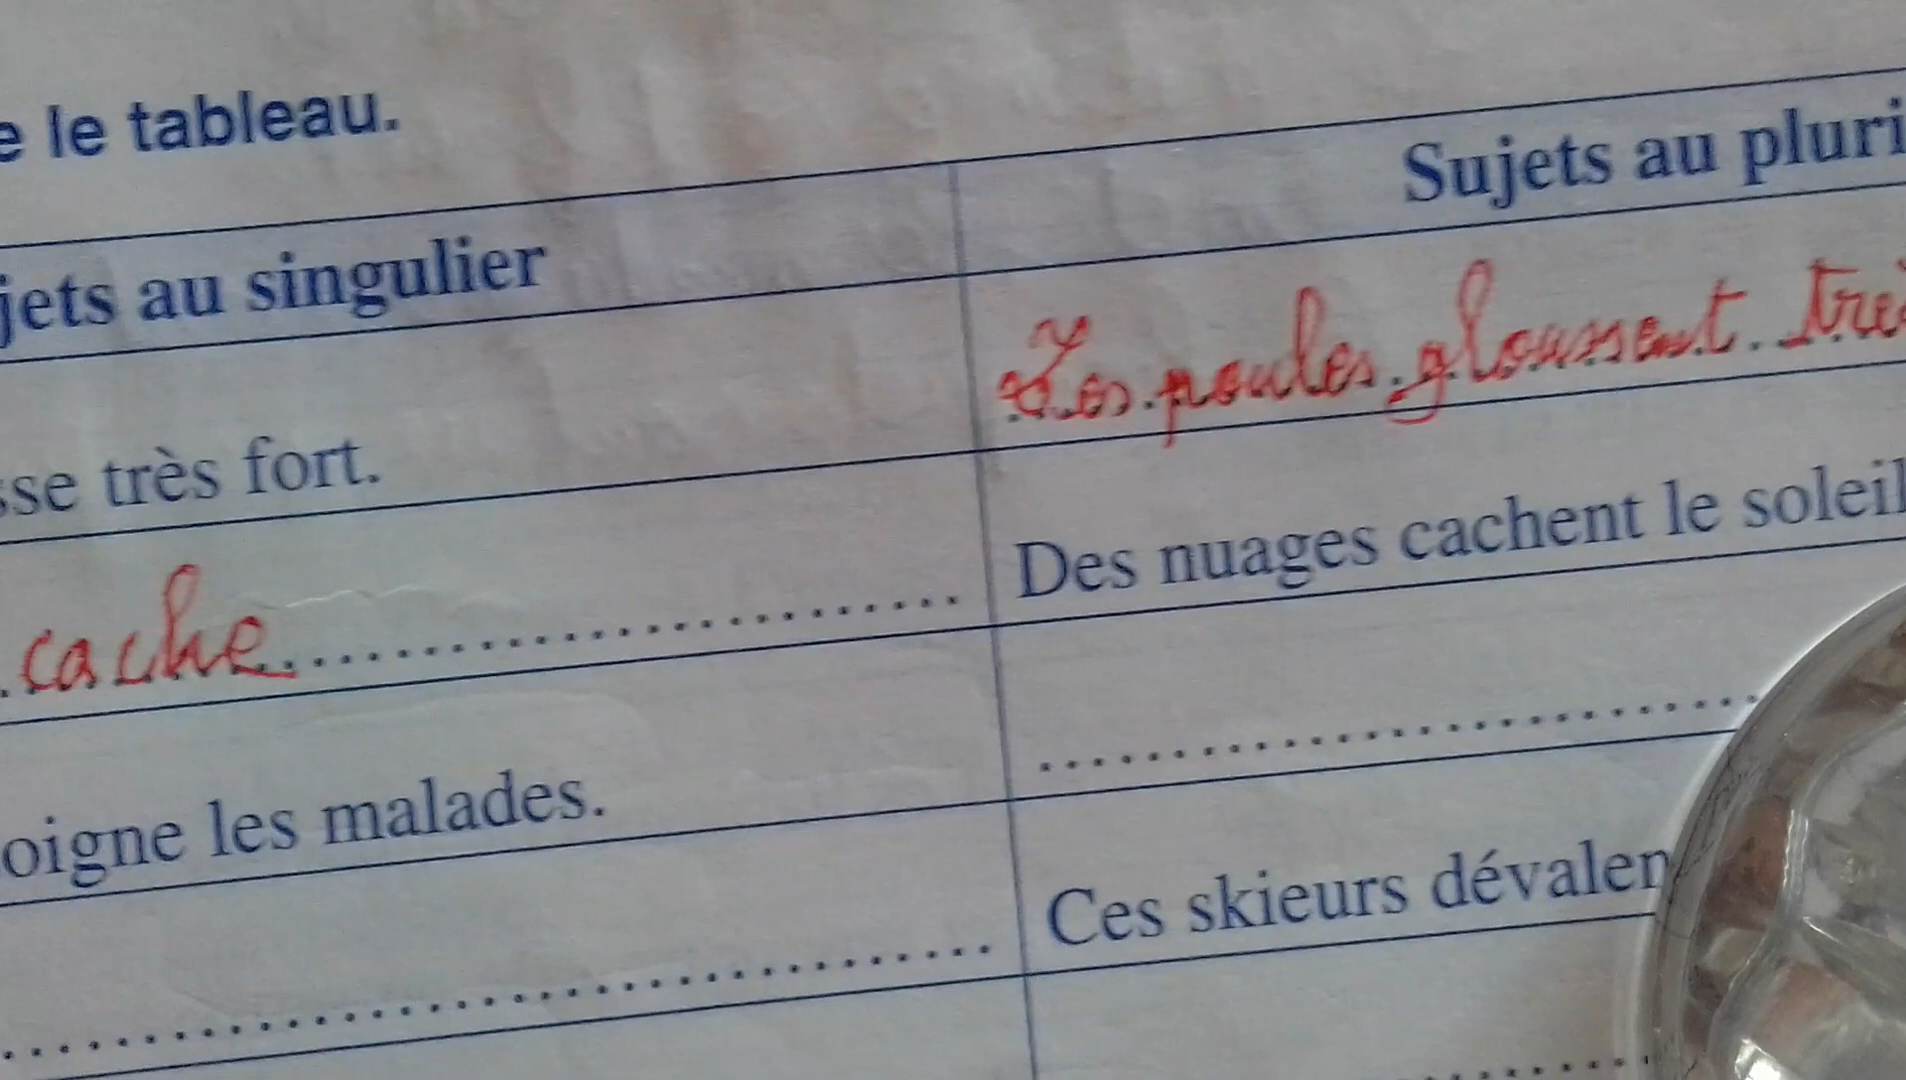 le tableau.
jets au singulier
Sujets au pluri
sse très fort.
Les poules gloussent trè
cache
Des nuages cachent le soleil
oigne les malades.
Ces skieurs dévalen